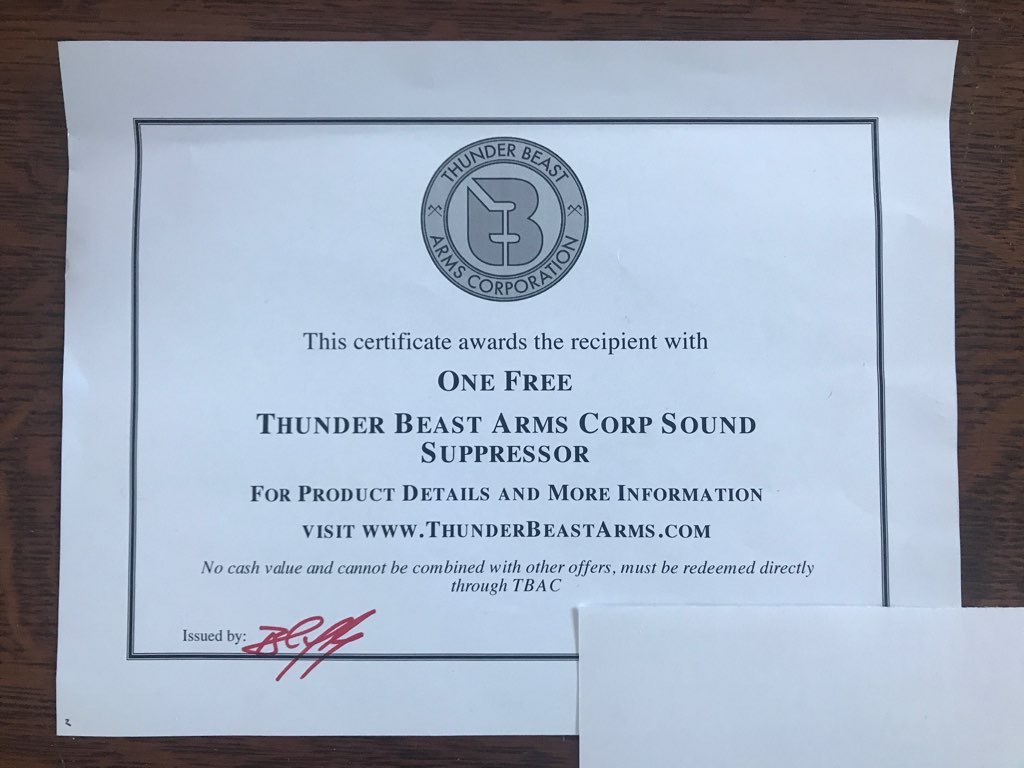 THUNDER BEAST
B
ARMS CORPORATION
This certificate awards the recipient with
ONE FREE
THUNDER BEAST ARMS CORP SOUND
SUPPRESSOR
FOR PRODUCT DETAILS AND MORE INFORMATION
VISIT WWW.THUNDERBEASTARMS.COM
No cash value and cannot be combined with other offers, must be redeemed directly
through TBAC
Issued by:
2